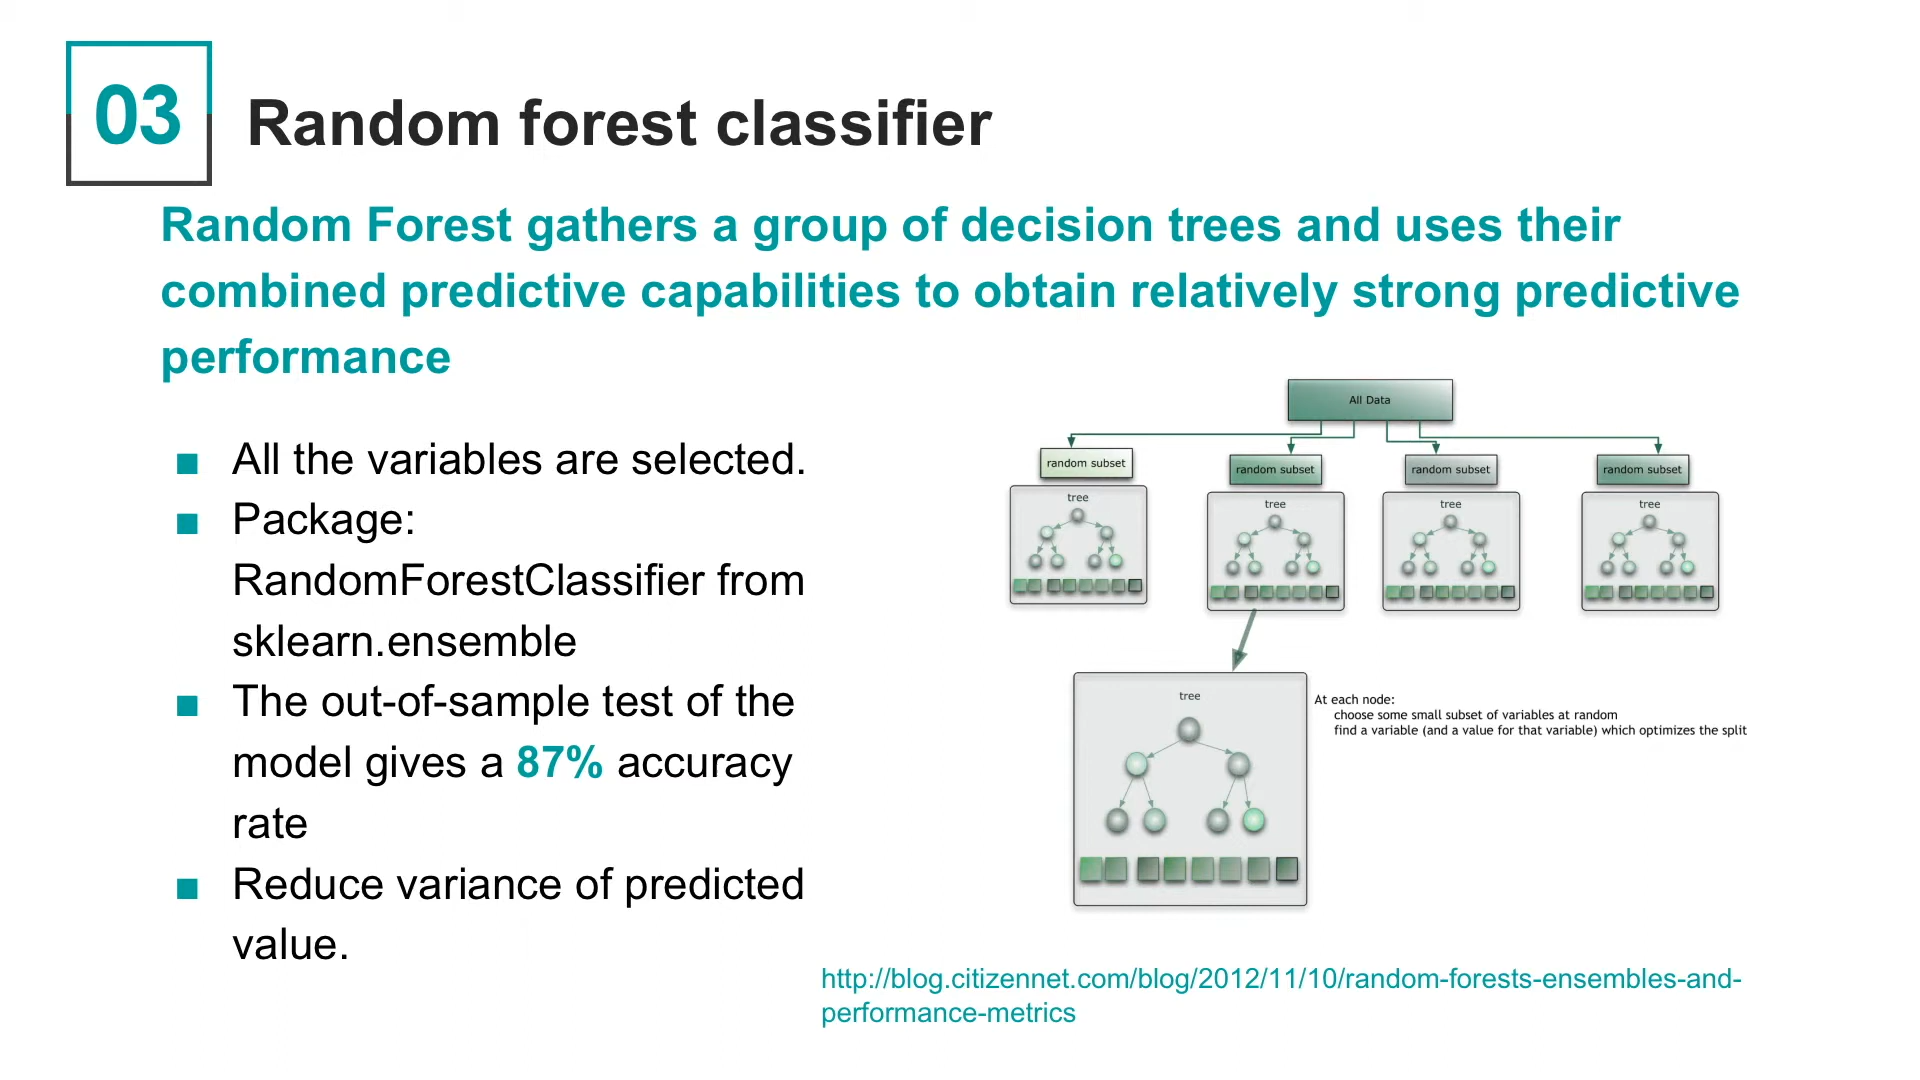 03
Random forest classifier
Random Forest gathers a group of decision trees and uses their
combined predictive capabilities to obtain relatively strong predictive
performance
■ All the variables are selected.
■ Package:
RandomForestClassifier from
sklearn.ensemble
■ The out-of-sample test of the
model gives a 87% accuracy
rate
■ Reduce variance of predicted
value.
All Data
random subset
random subset
random subset
random subset
tree
tree
tree
tree
tree
At each node:
choose some small subset of variables at random
find a variable (and a value for that variable) which optimizes the split
http://blog.citizennet.com/blog/2012/11/10/random-forests-ensembles-and-
performance-metrics